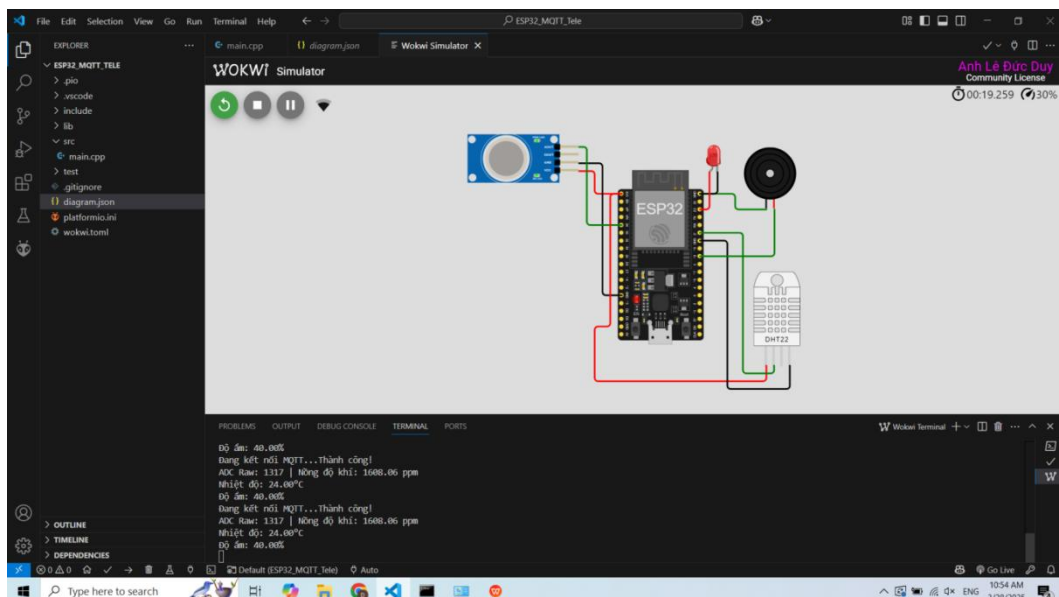 File Edit Selection View Go Run Terminal Help
ESP32_MQTT_Tele
EXPLORER
main.cpp
diagram.json
Wokwi Simulator
ESP32_MQTT_TELE
.pio
.vscode
include
lib
src
main.cpp
test
.gitignore
diagram.json
platformio.ini
wokwi.toml
OUTLINE
TIMELINE
DEPENDENCIES
WOKWI Simulator
Anh Lê Đức Duy
Community License
00:19.259 30%
ESP32
DHT22
PROBLEMS OUTPUT DEBUG CONSOLE TERMINAL PORTS
Wokwi Terminal
Độ ẩm: 40.00%
Đang kết nối MQTT...Thành công!
ADC Raw: 1317 | Nồng độ khí: 1608.06 ppm
Nhiệt độ: 24.00°C
Độ ẩm: 40.00%
Đang kết nối MQTT...Thành công!
ADC Raw: 1317 | Nồng độ khí: 1608.06 ppm
Nhiệt độ: 24.00°C
Độ ẩm: 40.00%
0 0 0
Default (ESP32_MQTT_Tele) Auto
Go Live
Type here to search
ENG
10:54 AM